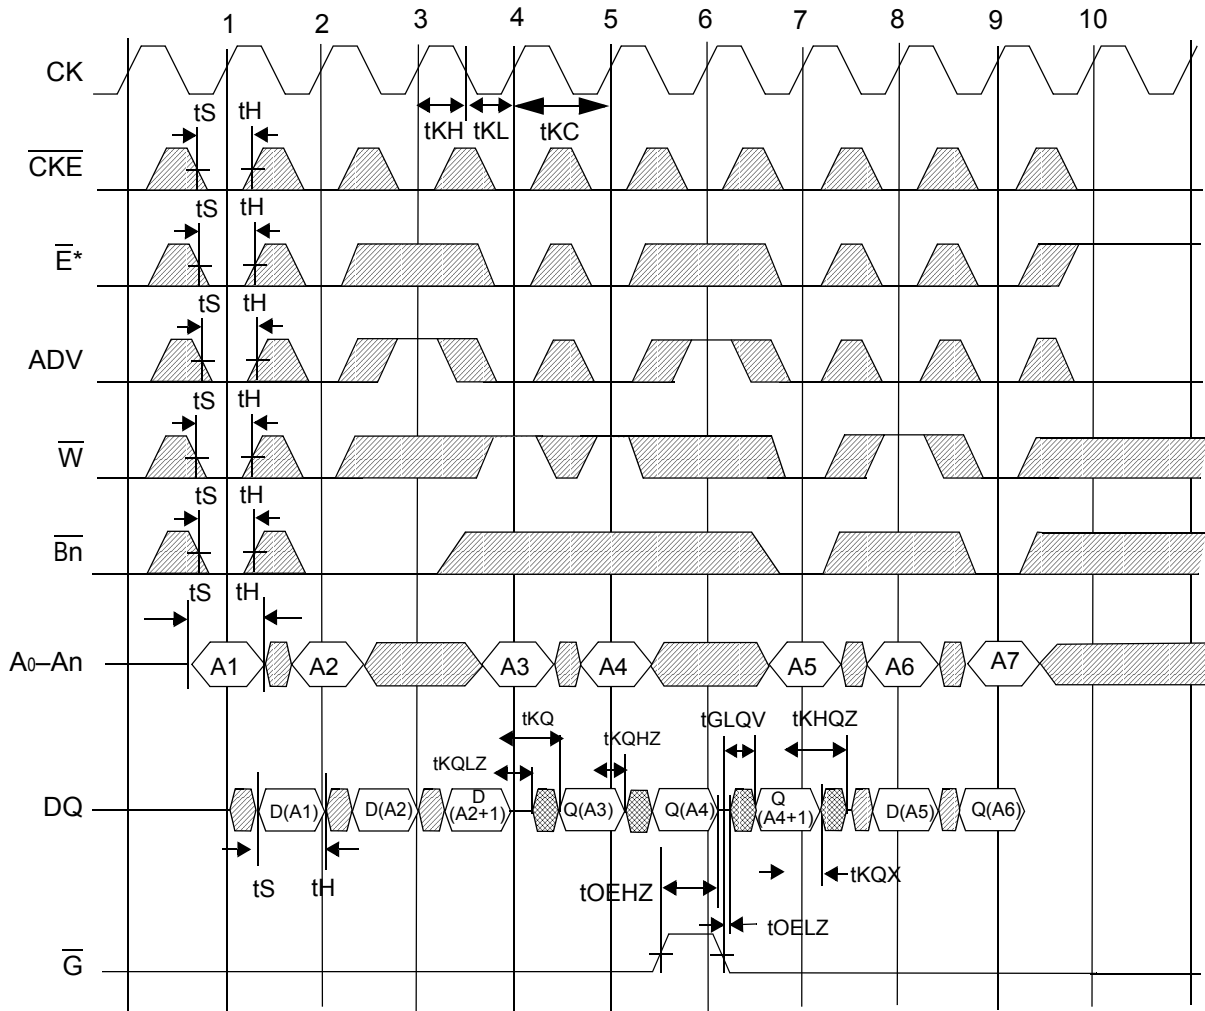 1 2 3 4 5 6 7 8 9 10
CK
tKH tKL tKC
tS tH
CKE
tS tH
E*
tS tH
ADV
tS tH
W
tS tH
Bn
tS tH
A0–An A1 A2 A3 A4 A5 A6 A7
tKQ tGLQV tKHQZ
tKQLZ tKQHZ
DQ D(A1) D(A2) D (A2+1) Q(A3) Q(A4) Q (A4+1) D(A5) Q(A6)
tS tH tOEHZ tKQX
tOELZ
G